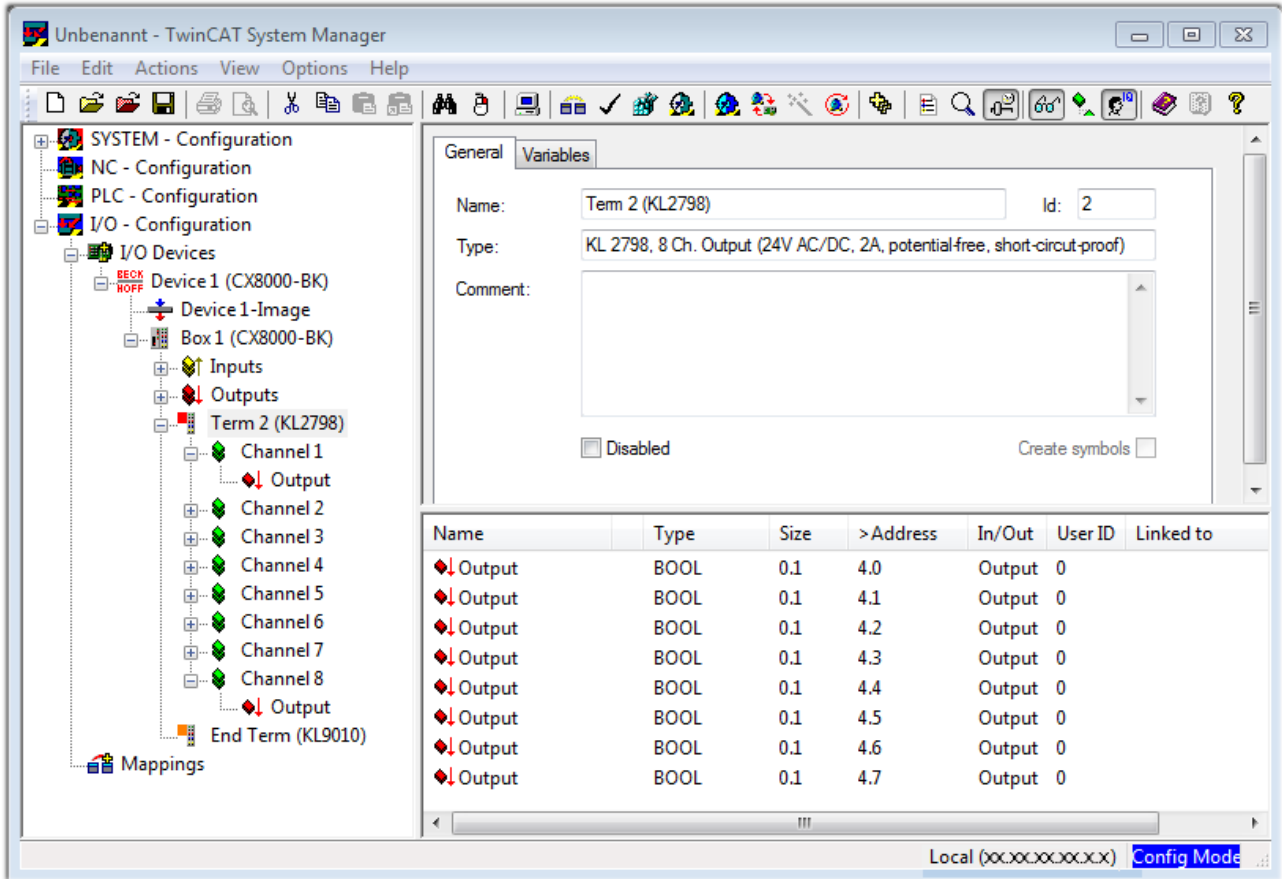 Unbenannt - TwinCAT System Manager
File Edit Actions View Options Help
SYSTEM - Configuration
NC - Configuration
PLC - Configuration
I/O - Configuration
I/O Devices
BECK
HOFF
Device 1 (CX8000-BK)
Device 1-Image
Box 1 (CX8000-BK)
Inputs
Outputs
Term 2 (KL2798)
Channel 1
Output
Channel 2
Channel 3
Channel 4
Channel 5
Channel 6
Channel 7
Channel 8
Output
End Term (KL9010)
Mappings
General Variables
Name: Term 2 (KL2798) Id: 2
Type: KL 2798, 8 Ch. Output (24V AC/DC, 2A, potential-free, short-circut-proof)
Comment:
Disabled Create symbols
Name Type Size >Address In/Out User ID Linked to
Output BOOL 0.1 4.0 Output 0
Output BOOL 0.1 4.1 Output 0
Output BOOL 0.1 4.2 Output 0
Output BOOL 0.1 4.3 Output 0
Output BOOL 0.1 4.4 Output 0
Output BOOL 0.1 4.5 Output 0
Output BOOL 0.1 4.6 Output 0
Output BOOL 0.1 4.7 Output 0
Local (xx.xx.xx.xx.x.x) Config Mode